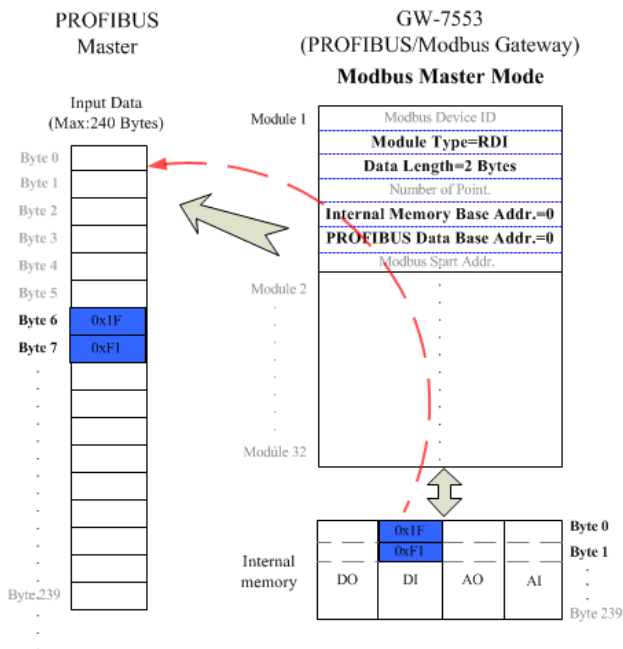 PROFIBUS
Master
GW-7553
(PROFIBUS/Modbus Gateway)
Modbus Master Mode
Input Data
(Max:240 Bytes)
Byte 0
Byte 1
Byte 2
Byte 3
Byte 4
Byte 5
Byte 6
0x1F
Byte 7
0xF1
Byte 239
Module 1
Modbus Device ID
Module Type=RDI
Data Length=2 Bytes
Number of Point.
Internal Memory Base Addr.=0
PROFIBUS Data Base Addr.=0
Modbus Start Addr.
Module 2
Module 32
Internal
memory
0x1F
Byte 0
0xF1
Byte 1
DO
DI
AO
AI
Byte 239